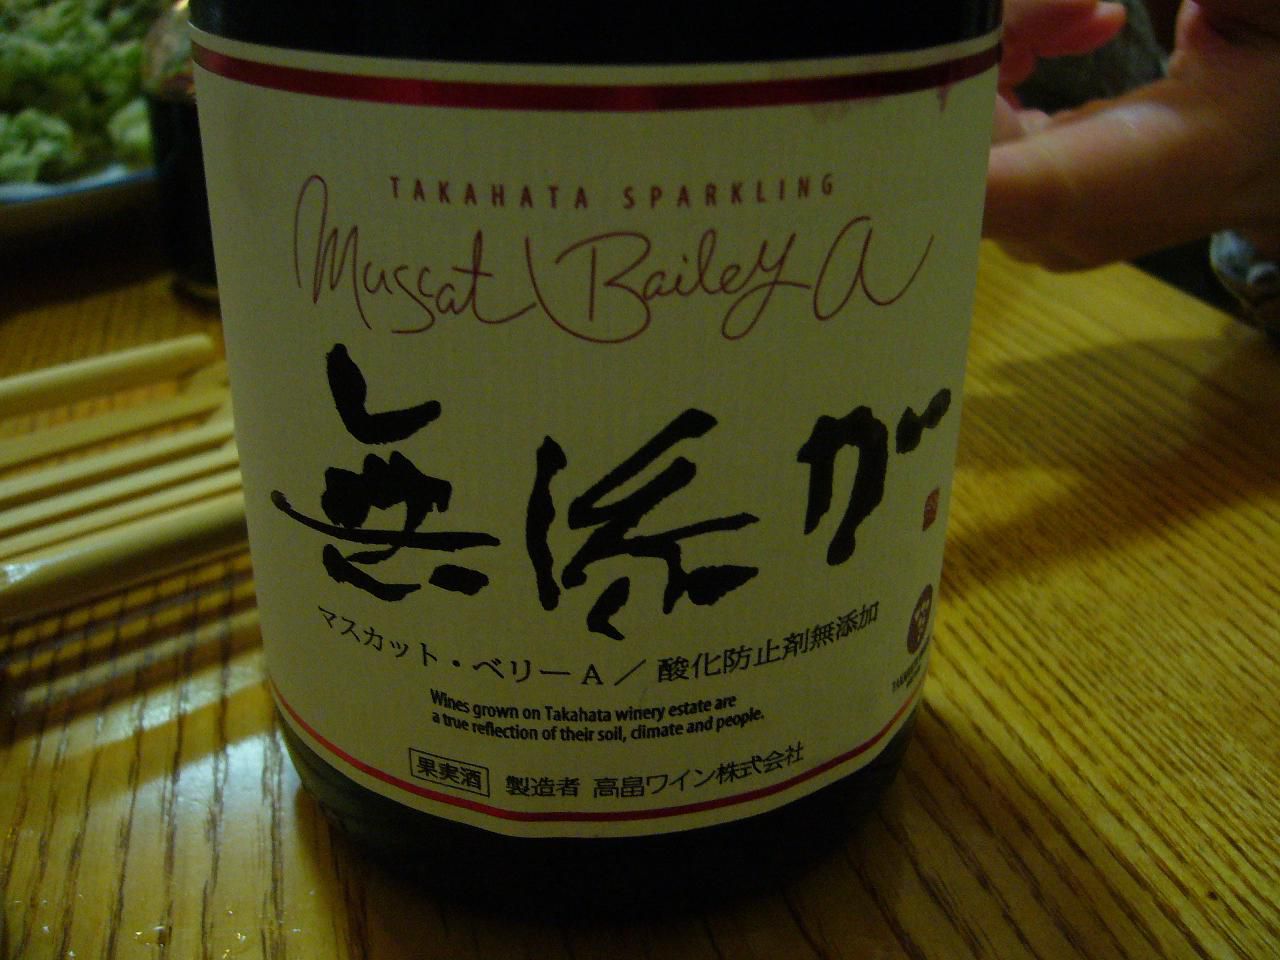 TAKAHATA SPARKLING
Muscat Bailey A
無添加
マスカット・ベリーA／酸化防止剤無添加
Wines grown on Takahata winery estate are
a true reflection of their soil, climate and people.
果実酒 製造者 高畠ワイン株式会社